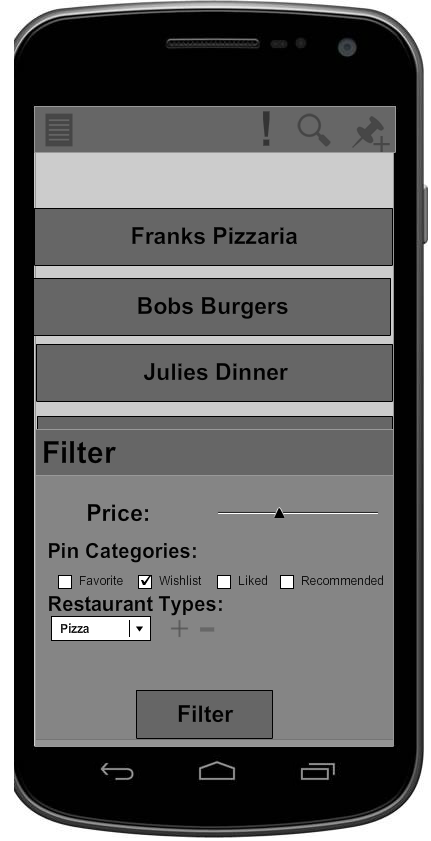 !
Franks Pizzaria
Bobs Burgers
Julies Dinner
Filter
Price:
Pin Categories:
Favorite Wishlist Liked Recommended
Restaurant Types:
Pizza
Filter